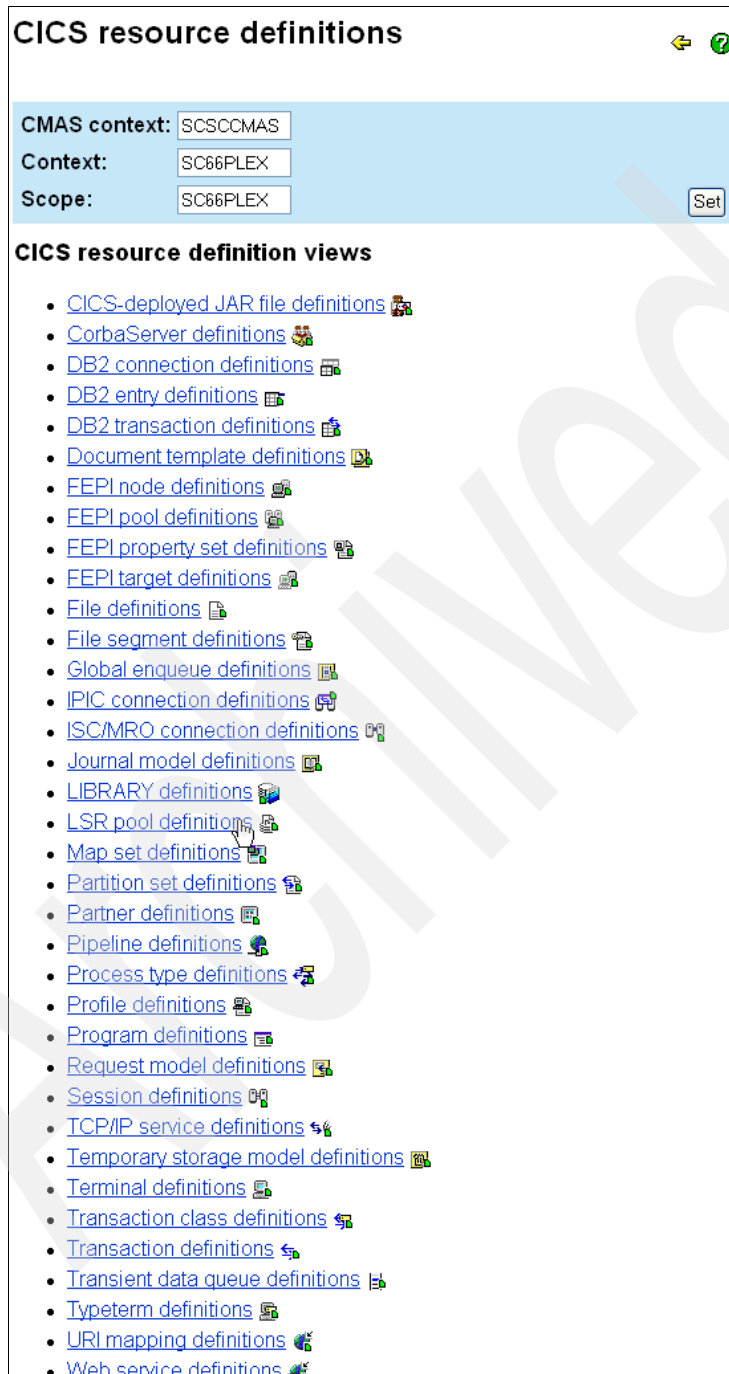 CICS resource definitions
CMAS context: SCSCCMAS
Context: SC66PLEX
Scope: SC66PLEX
Set
CICS resource definition views
CICS-deployed JAR file definitions
CorbaServer definitions
DB2 connection definitions
DB2 entry definitions
DB2 transaction definitions
Document template definitions
FEPI node definitions
FEPI pool definitions
FEPI property set definitions
FEPI target definitions
File definitions
File segment definitions
Global enqueue definitions
IPIC connection definitions
ISC/MRO connection definitions
Journal model definitions
LIBRARY definitions
LSR pool definitions
Map set definitions
Partition set definitions
Partner definitions
Pipeline definitions
Process type definitions
Profile definitions
Program definitions
Request model definitions
Session definitions
TCP/IP service definitions
Temporary storage model definitions
Terminal definitions
Transaction class definitions
Transaction definitions
Transient data queue definitions
Typeterm definitions
URI mapping definitions
Web service definitions
Archived